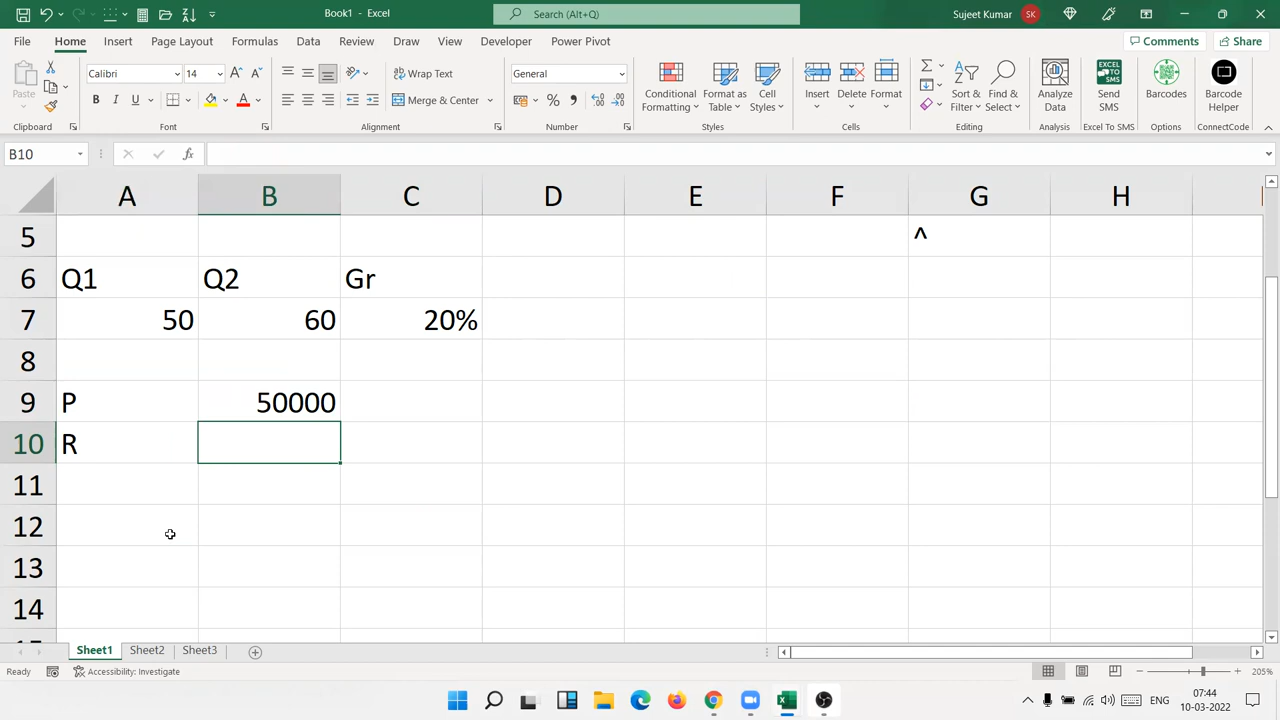 Book1 - Excel
Search (Alt+Q)
Sujeet Kumar
SK
File Home Insert Page Layout Formulas Data Review View Draw Developer Power Pivot
Comments
Share
Paste
Calibri
14
B I U
A A
Wrap Text
Merge & Center
General
%
Conditional Formatting
Format as Table
Cell Styles
Insert
Delete
Format
Sort & Filter
Find & Select
Analyze Data
EXCEL TO SMS
Send SMS
Barcodes
Barcode Helper
Clipboard
Font
Alignment
Number
Styles
Cells
Editing
Analysis
Excel To SMS
Options
ConnectCode
B10
fx
A B C D E F G H
5 ^
6 Q1 Q2 Gr
7 50 60 20%
8
9 P 50000
10 R
11
12
13
14
Sheet1 Sheet2 Sheet3
Ready
Accessibility: Investigate
205%
ENG
07:44
10-03-2022